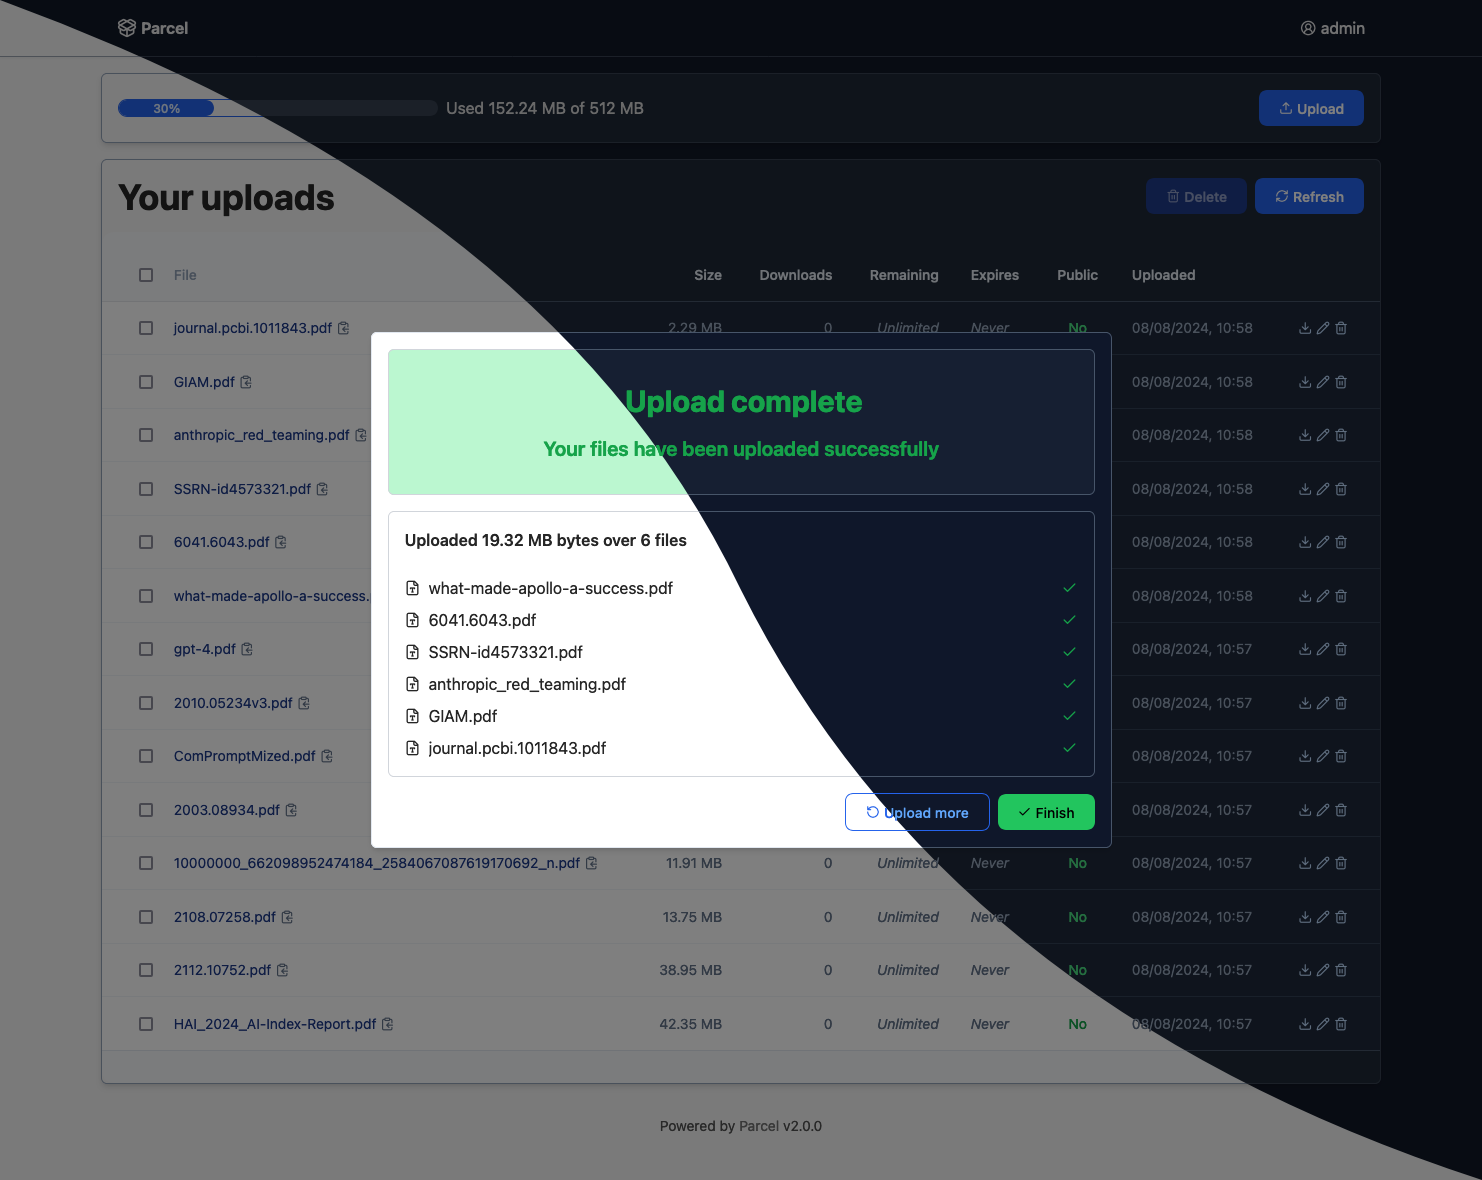 Parcel
admin
30%
Used 152.24 MB of 512 MB
Upload
Your uploads
Delete
Refresh
File Size Downloads Remaining Expires Public Uploaded
journal.pcbi.1011843.pdf 2.29 MB 0 Unlimited Never No 08/08/2024, 10:58
GIAM.pdf 08/08/2024, 10:58
anthropic_red_teaming.pdf 08/08/2024, 10:58
SSRN-id4573321.pdf 08/08/2024, 10:58
6041.6043.pdf 08/08/2024, 10:58
what-made-apollo-a-success. 08/08/2024, 10:58
gpt-4.pdf 08/08/2024, 10:57
2010.05234v3.pdf 08/08/2024, 10:57
ComPromptMized.pdf 08/08/2024, 10:57
2003.08934.pdf 08/08/2024, 10:57
10000000_662098952474184_2584067087619170692_n.pdf 11.91 MB 0 Unlimited Never No 08/08/2024, 10:57
2108.07258.pdf 13.75 MB 0 Unlimited Never No 08/08/2024, 10:57
2112.10752.pdf 38.95 MB 0 Unlimited Never No 08/08/2024, 10:57
HAI_2024_AI-Index-Report.pdf 42.35 MB 0 Unlimited Never No 08/08/2024, 10:57
Upload complete
Your files have been uploaded successfully
Uploaded 19.32 MB bytes over 6 files
what-made-apollo-a-success.pdf
6041.6043.pdf
SSRN-id4573321.pdf
anthropic_red_teaming.pdf
GIAM.pdf
journal.pcbi.1011843.pdf
Upload more
Finish
Powered by Parcel v2.0.0